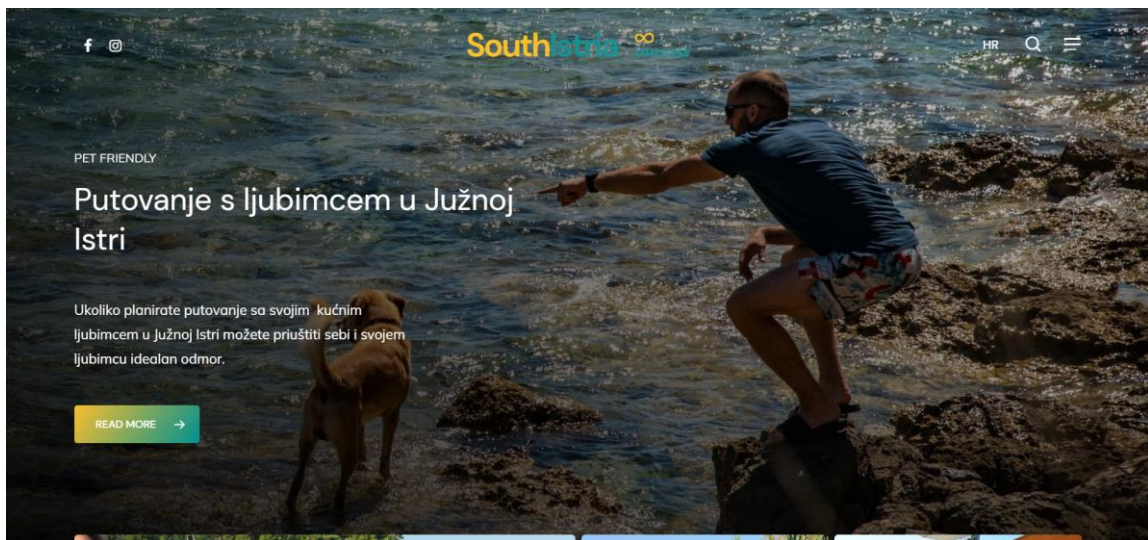 SouthIstria
HR
PET FRIENDLY
Putovanje s ljubimcem u Južnoj
Istri
Ukoliko planirate putovanje sa svojim kućnim
ljubimcem u Južnoj Istri možete priuštiti sebi i svojem
ljubimcu idealan odmor.
READ MORE